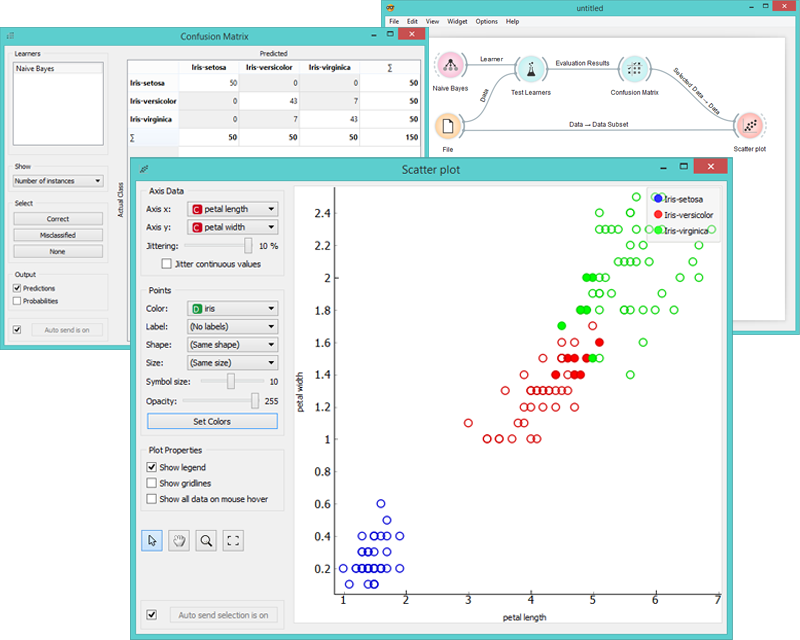 untitled
File Edit View Widget Options Help
Learner
Evaluation Results
Selected Data → Data
Naive Bayes
Test Learners
Confusion Matrix
Data
Data → Data Subset
File
Scatter plot
Confusion Matrix
Learners
Naive Bayes
Show
Number of instances
Select
Correct
Misclassified
None
Output
Predictions
Probabilities
Auto send is on
Predicted
Iris-setosa Iris-versicolor Iris-virginica Σ
Iris-setosa 50 0 0 50
Iris-versicolor 0 43 7 50
Iris-virginica 0 7 43 50
Σ 50 50 50 150
Actual Class
Scatter plot
Axis Data
Axis x: C petal length
Axis y: C petal width
Jittering: 10 %
Jitter continuous values
Points
Color: D iris
Label: (No labels)
Shape: (Same shape)
Size: (Same size)
Symbol size: 10
Opacity: 255
Set Colors
Plot Properties
Show legend
Show gridlines
Show all data on mouse hover
Auto send selection is on
Iris-setosa
Iris-versicolor
Iris-virginica
2.4
2.2
2
1.8
1.6
1.4
1.2
1
0.8
0.6
0.4
0.2
petal width
1 2 3 4 5 6 7
petal length